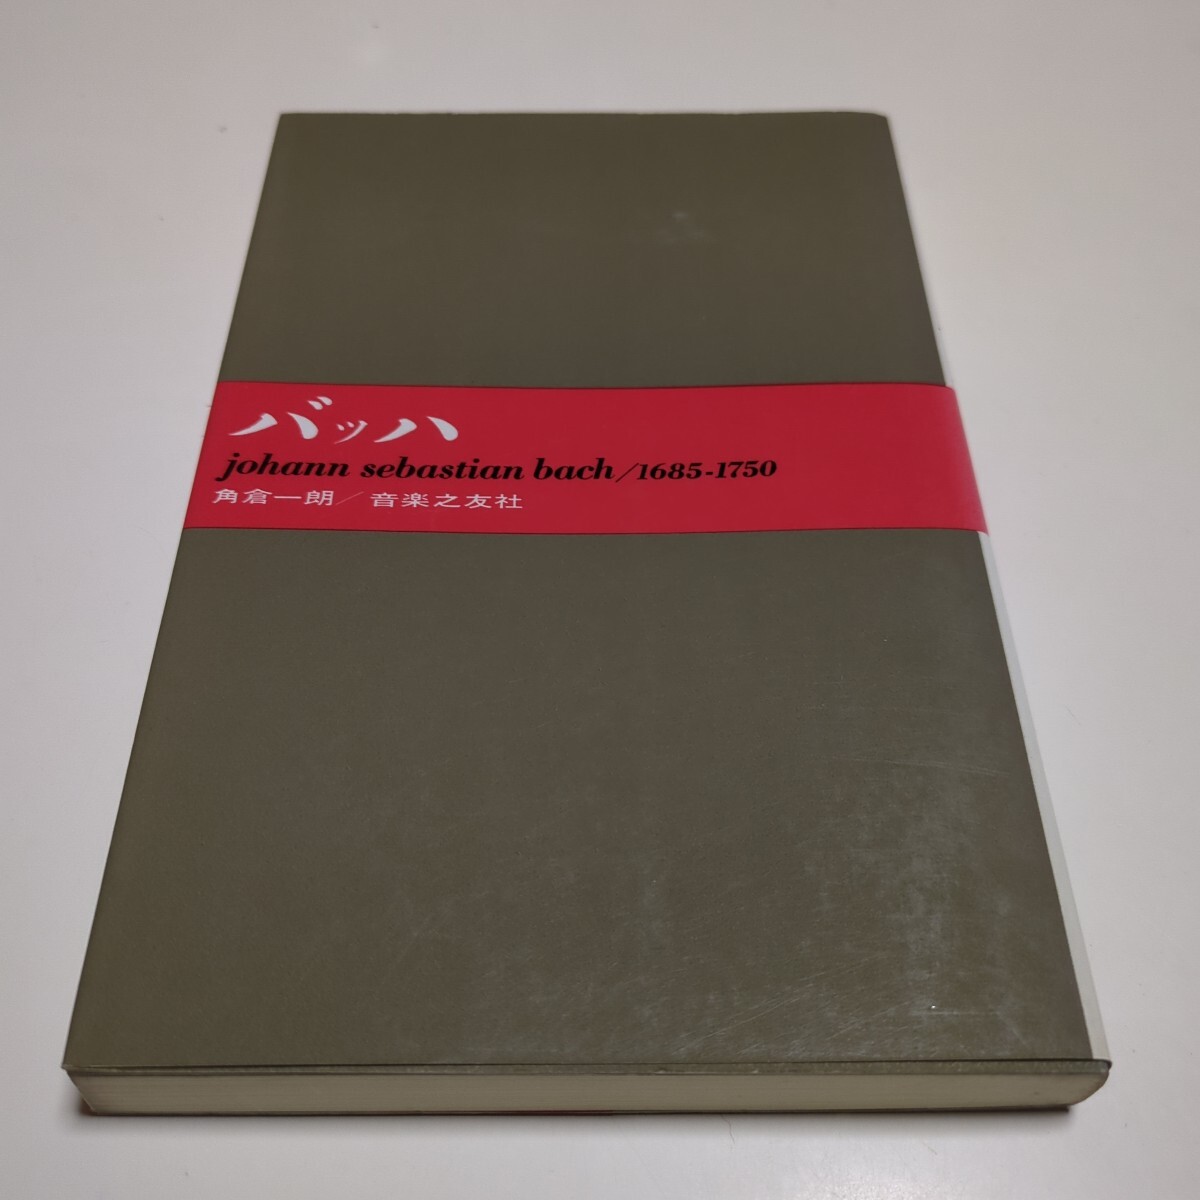 バッハ
johann sebastian bach/1685-1750
角倉一朗/音楽之友社